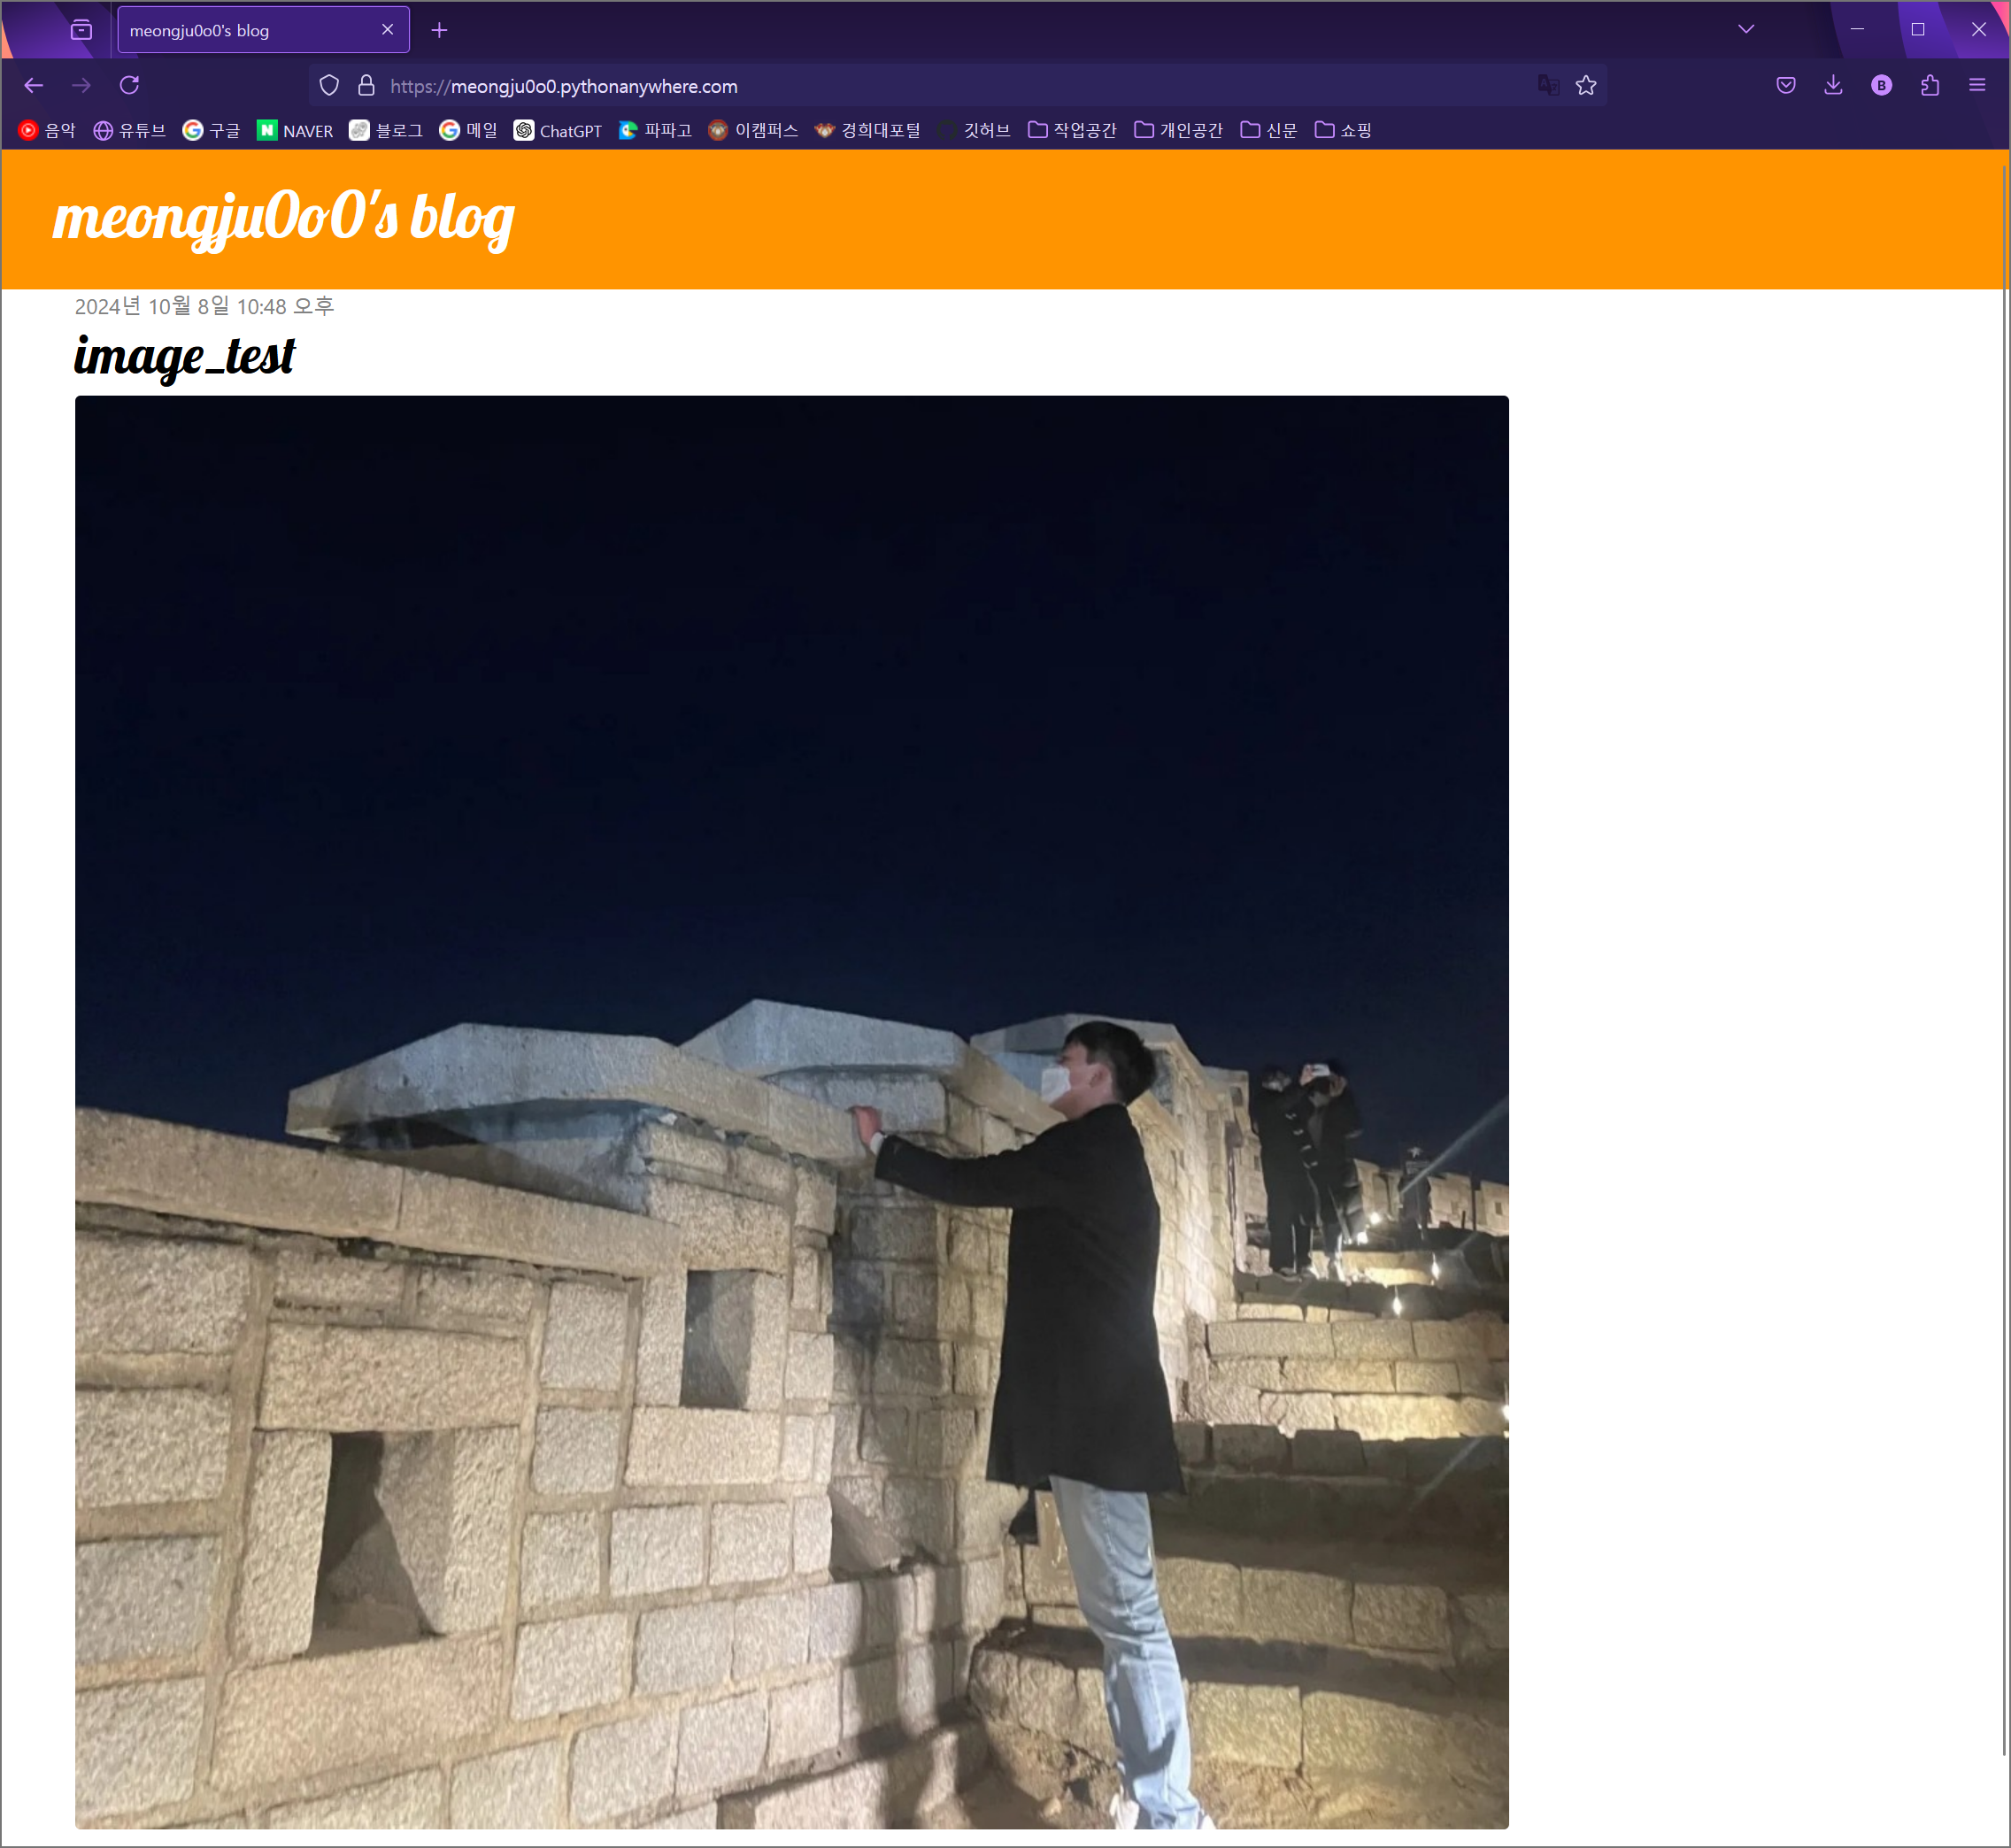 meongju0o0's blog
https://meongju0o0.pythonanywhere.com
B
음악 유튜브 구글 NAVER 블로그 메일 ChatGPT 파파고 이캠퍼스 경희대포털 깃허브 작업공간 개인공간 신문 쇼핑
meongju0o0's blog
2024년 10월 8일 10:48 오후
image_test